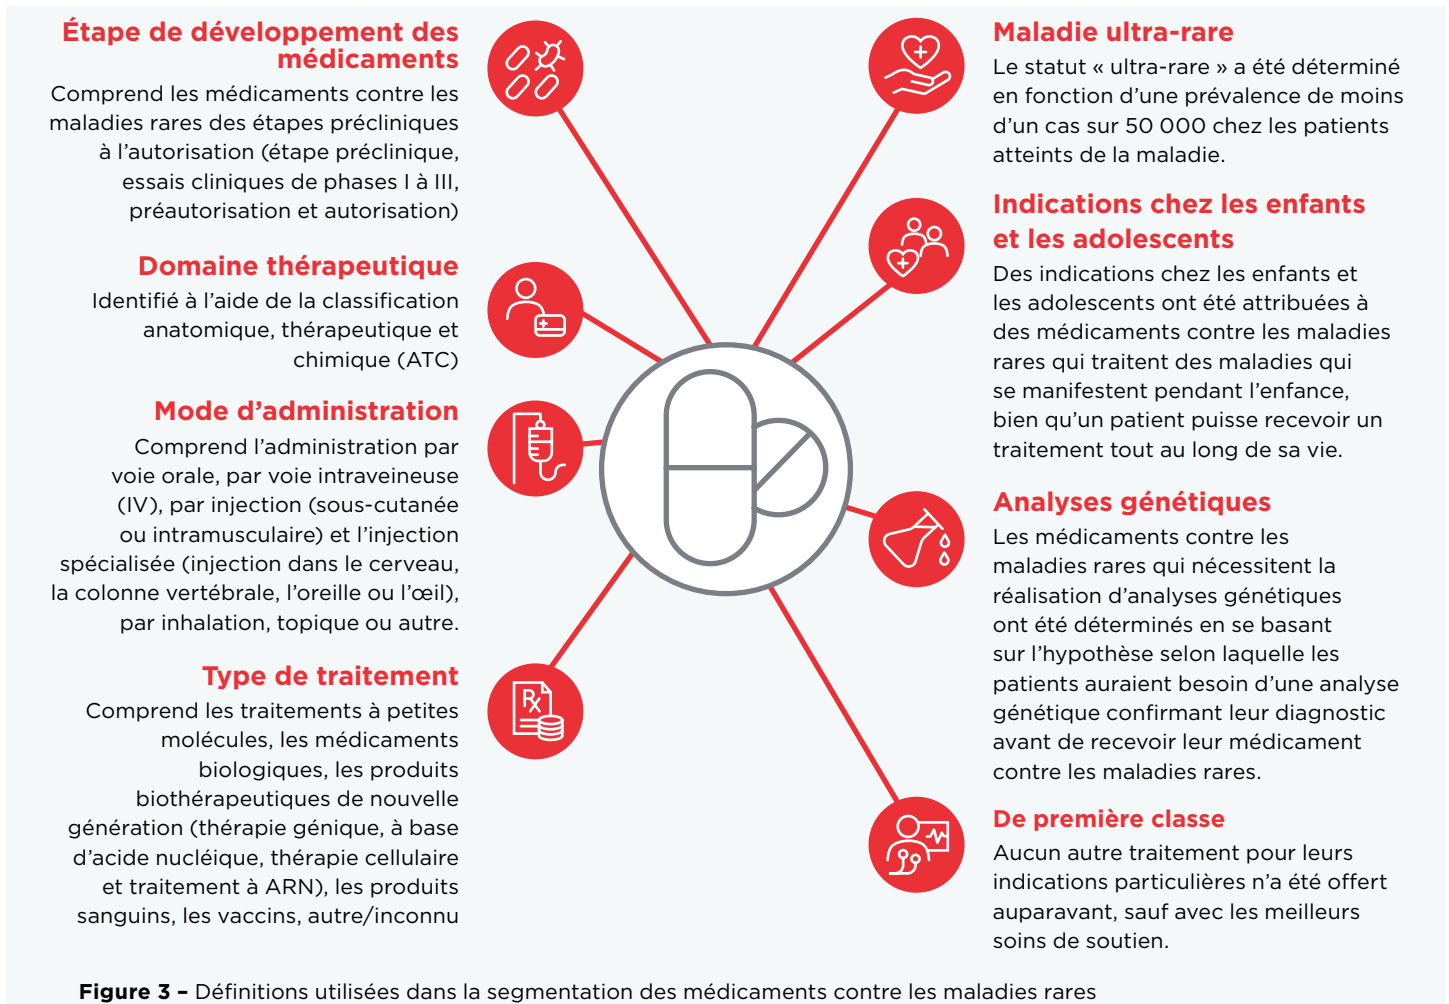 Étape de développement des
médicaments
Comprend les médicaments contre les
maladies rares des étapes précliniques
à l’autorisation (étape préclinique,
essais cliniques de phases I à III,
préautorisation et autorisation)
Domaine thérapeutique
Identifié à l’aide de la classification
anatomique, thérapeutique et
chimique (ATC)
Mode d’administration
Comprend l’administration par
voie orale, par voie intraveineuse
(IV), par injection (sous-cutanée
ou intramusculaire) et l’injection
spécialisée (injection dans le cerveau,
la colonne vertébrale, l’oreille ou l’œil),
par inhalation, topique ou autre.
Type de traitement
Comprend les traitements à petites
molécules, les médicaments
biologiques, les produits
biothérapeutiques de nouvelle
génération (thérapie génique, à base
d’acide nucléique, thérapie cellulaire
et traitement à ARN), les produits
sanguins, les vaccins, autre/inconnu
Rx
Maladie ultra-rare
Le statut « ultra-rare » a été déterminé
en fonction d’une prévalence de moins
d’un cas sur 50 000 chez les patients
atteints de la maladie.
Indications chez les enfants
et les adolescents
Des indications chez les enfants et
les adolescents ont été attribuées à
des médicaments contre les maladies
rares qui traitent des maladies qui
se manifestent pendant l’enfance,
bien qu’un patient puisse recevoir un
traitement tout au long de sa vie.
Analyses génétiques
Les médicaments contre les
maladies rares qui nécessitent la
réalisation d’analyses génétiques
ont été déterminés en se basant
sur l’hypothèse selon laquelle les
patients auraient besoin d’une analyse
génétique confirmant leur diagnostic
avant de recevoir leur médicament
contre les maladies rares.
De première classe
Aucun autre traitement pour leurs
indications particulières n’a été offert
auparavant, sauf avec les meilleurs
soins de soutien.
Figure 3 – Définitions utilisées dans la segmentation des médicaments contre les maladies rares